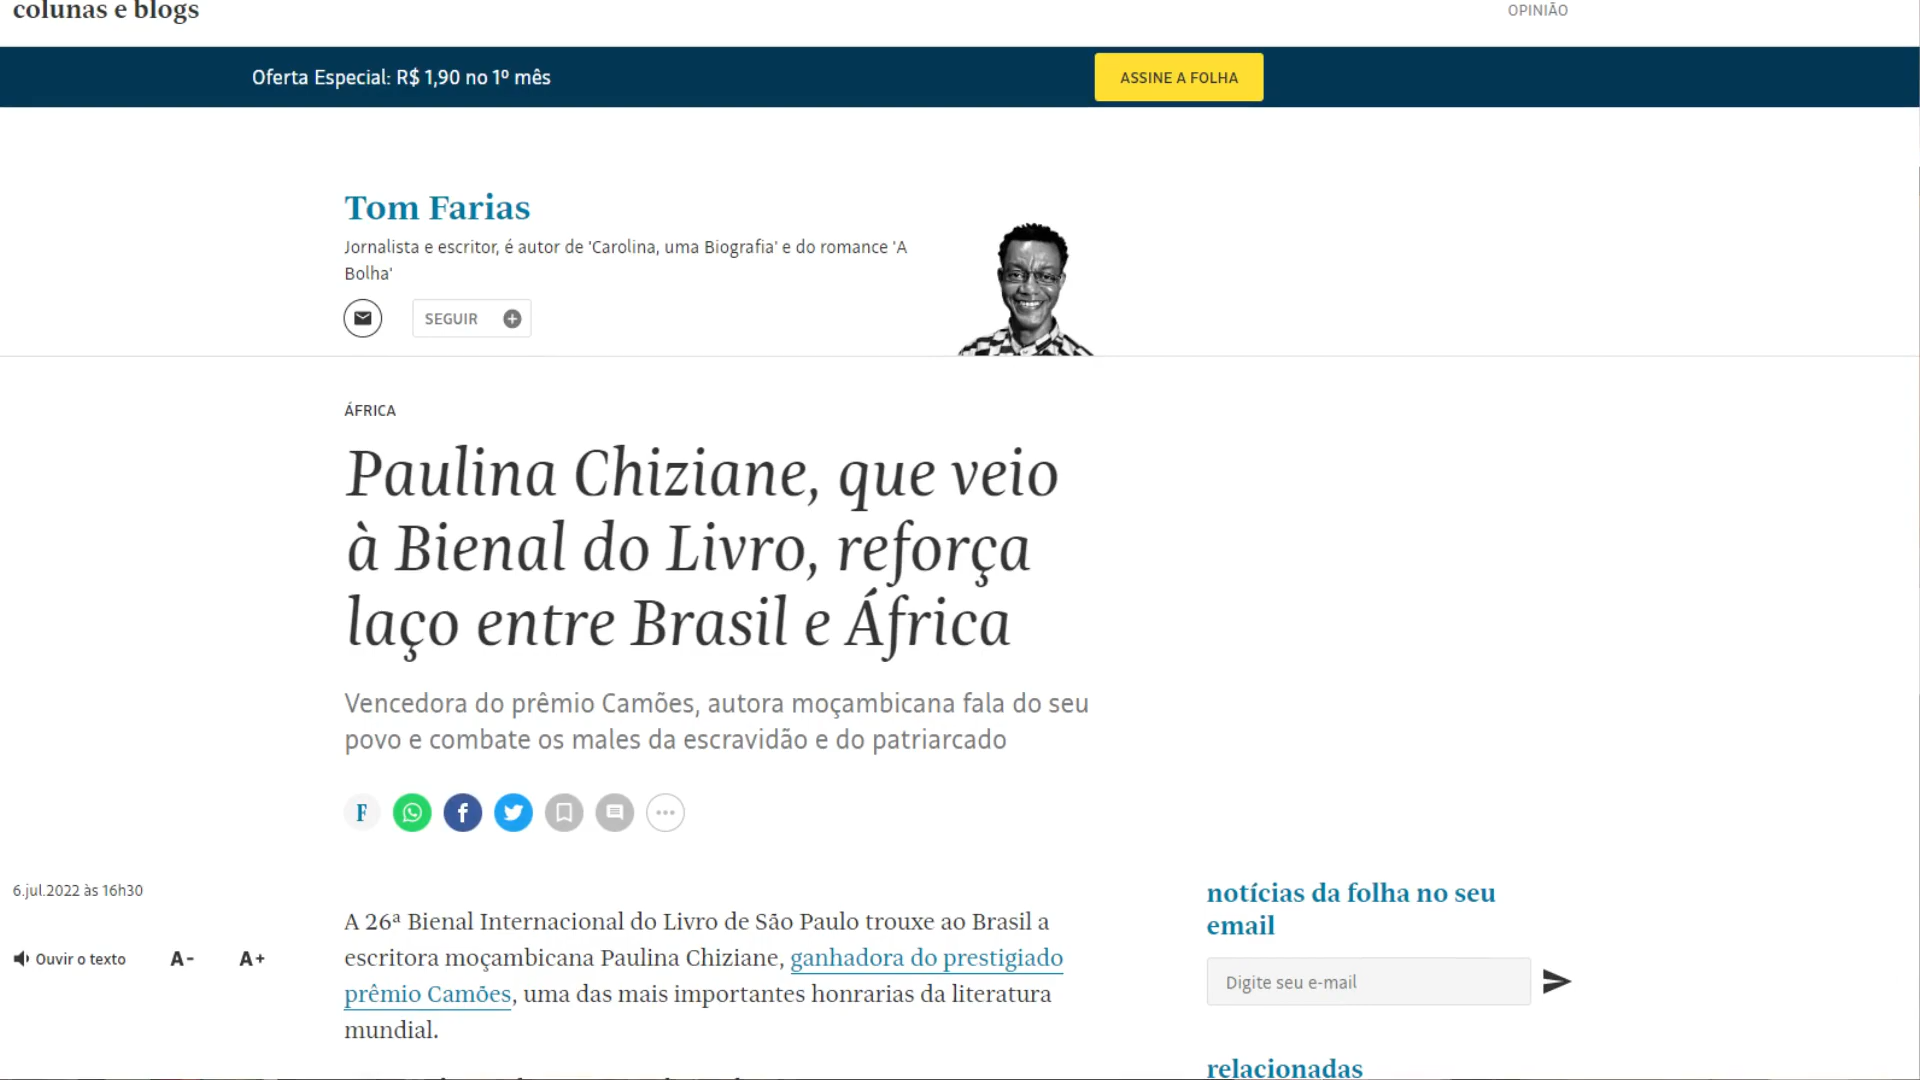 colunas e blogs
OPINIÃO
Oferta Especial: R$ 1,90 no 1º mês
ASSINE A FOLHA
Tom Farias
Jornalista e escritor, é autor de 'Carolina, uma Biografia' e do romance 'A
Bolha'
SEGUIR
ÁFRICA
Paulina Chiziane, que veio
à Bienal do Livro, reforça
laço entre Brasil e África
Vencedora do prêmio Camões, autora moçambicana fala do seu
povo e combate os males da escravidão e do patriarcado
F
6.jul.2022 às 16h30
Ouvir o texto
A-
A+
A 26ª Bienal Internacional do Livro de São Paulo trouxe ao Brasil a
escritora moçambicana Paulina Chiziane, ganhadora do prestigiado
prêmio Camões, uma das mais importantes honrarias da literatura
mundial.
notícias da folha no seu
email
Digite seu e-mail
relacionadas